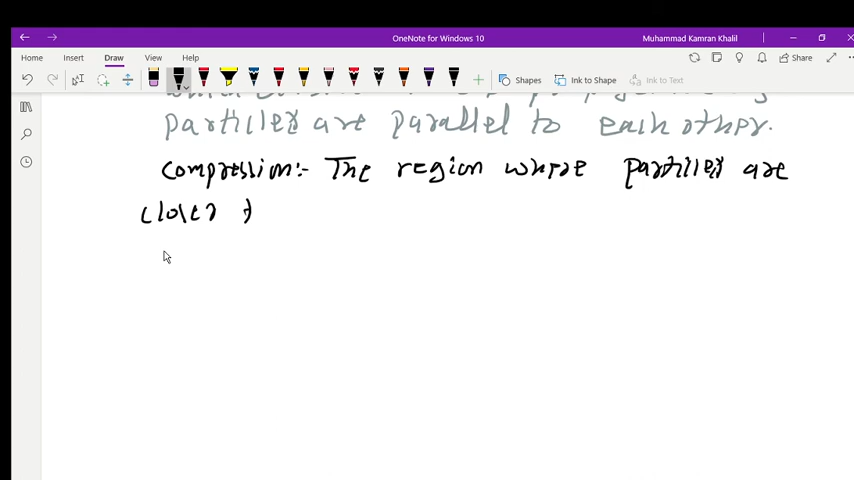 OneNote for Windows 10
Muhammad Kamran Khalil
Home Insert Draw View Help
Shapes Ink to Shape Ink to Text Share
particles are parallel to each other.
compression:- The region where particles are
closer